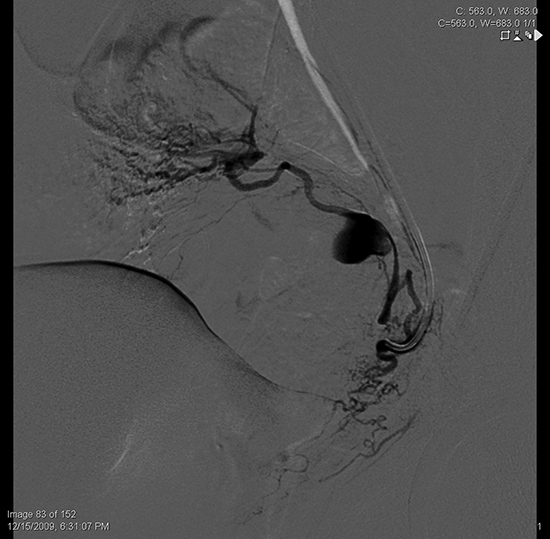 C: 563.0, W: 683.0
C=563.0, W=683.0 1/1
Image 83 of 152
12/15/2009, 6:31:07 PM
1